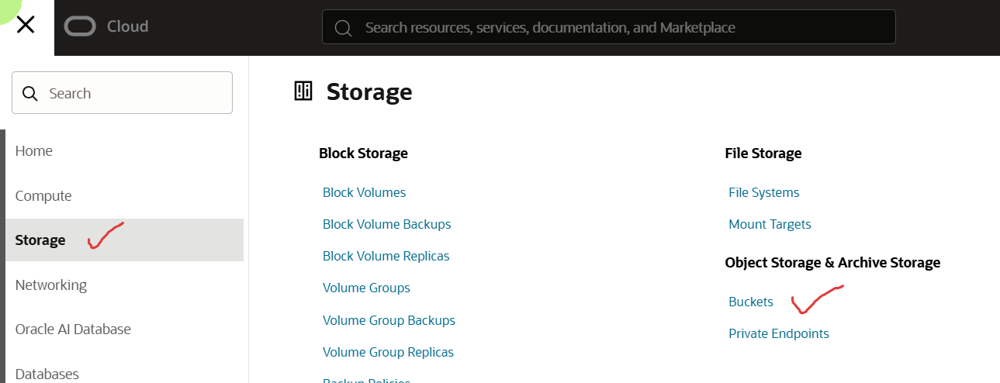 Cloud
Search resources, services, documentation, and Marketplace
Search
Home
Compute
Storage
Networking
Oracle AI Database
Databases
Storage
Block Storage
Block Volumes
Block Volume Backups
Block Volume Replicas
Volume Groups
Volume Group Backups
Volume Group Replicas
Backup Policies
File Storage
File Systems
Mount Targets
Object Storage & Archive Storage
Buckets
Private Endpoints